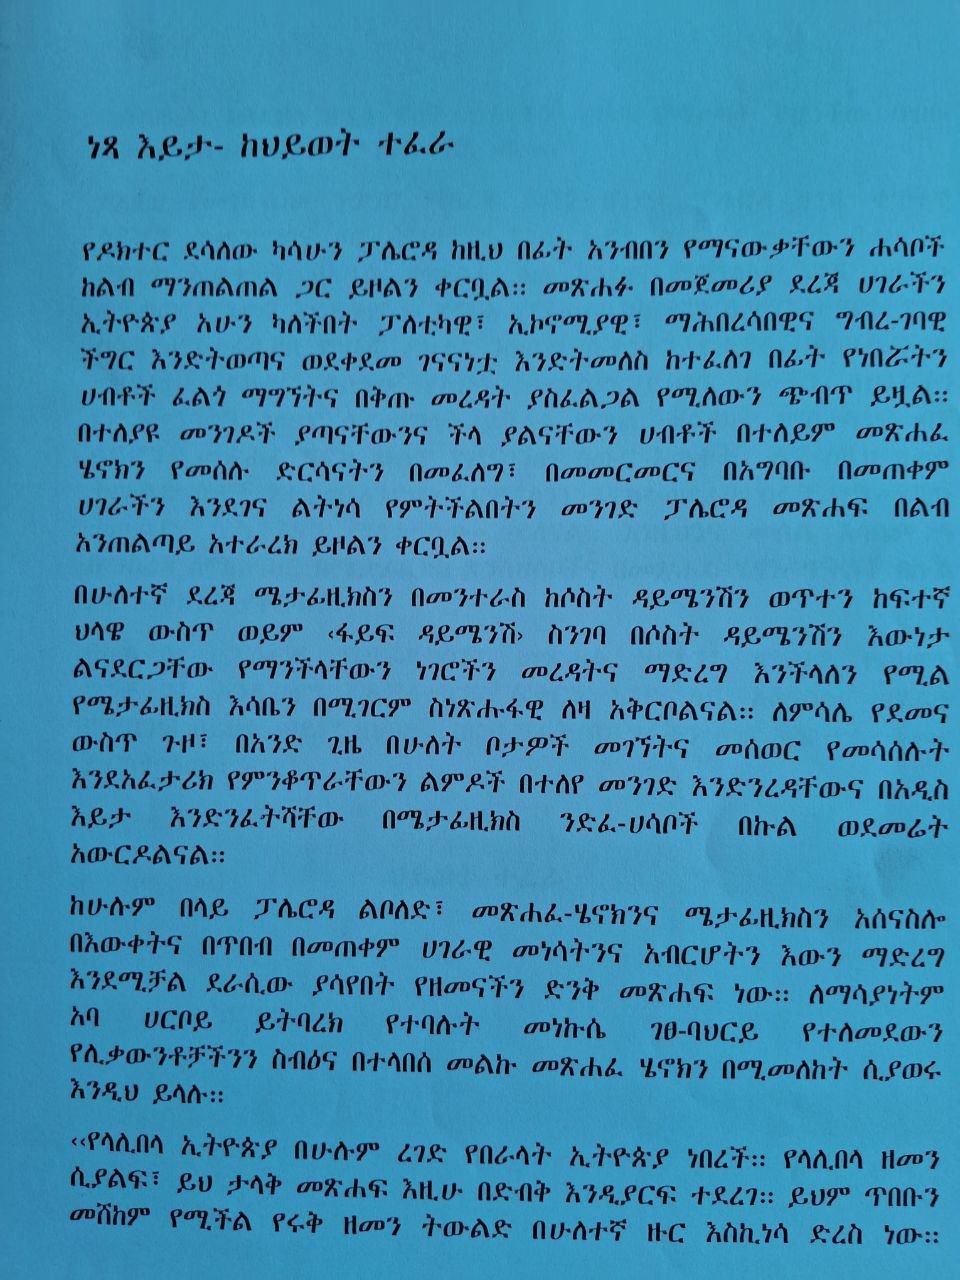 ነጻ እይታ- ከህይወት ተፈራ
የዶክተር ደሳለው ካሳሁን ፓሌሮዳ ከዚህ በፊት አንብበን የማናውቃቸውን ሐሳቦች
ከልብ ማንጠልጠል ጋር ይዞልን ቀርቧል። መጽሐፉ በመጀመሪያ ደረጃ ሀገራችን
ኢትዮጵያ አሁን ካለችበት ፓለቲካዊ፣ ኢኮኖሚያዊ፣ ማሕበረሳበዊና ግብረ-ገባዊ
ችግር እንድትወጣና ወደቀደመ ገናናነቷ እንድትመለስ ከተፈለገ በፊት የነበሯትን
ሀብቶች ፈልጎ ማግኘትና በቅጡ መረዳት ያስፈልጋል የሚለውን ጭብጥ ይዟል።
በተለያዩ መንገዶች ያጣናቸውንና ችላ ያልናቸውን ሀብቶች በተለይም መጽሐፈ
ሄኖክን የመሰሉ ድርሳናትን በመፈለግ፣ በመመርመርና በአግባቡ በመጠቀም
ሀገራችን እንደገና ልትነሳ የምትችልበትን መንገድ ፓሌሮዳ መጽሐፍ በልብ
አንጠልጣይ አተራረክ ይዞልን ቀርቧል።
በሁለተኛ ደረጃ ሜታፊዚክስን በመንተራስ ከሶስት ዳይሜንሽን ወጥተን ከፍተኛ
ህላዌ ውስጥ ወይም ‹ፋይፍ ዳይሜንሽ› ስንገባ በሶስት ዳይሜንሽን እውነታ
ልናደርጋቸው የማንችላቸውን ነገሮችን መረዳትና ማድረግ እንችላለን የሚል
የሜታፊዚክስ እሳቤን በሚገርም ስነጽሑፋዊ ለዛ አቅርቦልናል። ለምሳሌ የደመና
ውስጥ ጉዞ፣ በአንድ ጊዜ በሁለት ቦታዎች መገኘትና መሰወር የመሳሰሉት
እንደአፈታሪክ የምንቆጥራቸውን ልምዶች በተለየ መንገድ እንድንረዳቸውና በአዲስ
እይታ እንድንፈትሻቸው በሜታፊዚክስ ንድፈ-ሀሳቦች በኩል ወደመሬት
አውርዶልናል።
ከሁሉም በላይ ፓሌሮዳ ልቦለድ፣ መጽሐፈ-ሄኖክንና ሜታፊዚክስን አሰናስሎ
በእውቀትና በጥበብ በመጠቀም ሀገራዊ መነሳትንና አብርሆትን እውን ማድረግ
እንደሚቻል ደራሲው ያሳየበት የዘመናችን ድንቅ መጽሐፍ ነው። ለማሳያነትም
አባ ሀርቦይ ይትባረክ የተባሉት መነኩሴ ገፀ-ባህርይ የተለመደውን
የሊቃውንቶቻችንን ስብዕና በተላበሰ መልኩ መጽሐፈ ሄኖክን በሚመለከት ሲያወሩ
እንዲህ ይላሉ።
‹‹የላሊበላ ኢትዮጵያ በሁሉም ረገድ የበራላት ኢትዮጵያ ነበረች። የላሊበላ ዘመን
ሲያልፍ፣ ይህ ታላቅ መጽሐፍ እዚሁ በድብቅ እንዲያርፍ ተደረገ። ይህም ጥበቡን
መሸከም የሚችል የሩቅ ዘመን ትውልድ በሁለተኛ ዙር እስኪነሳ ድረስ ነው።